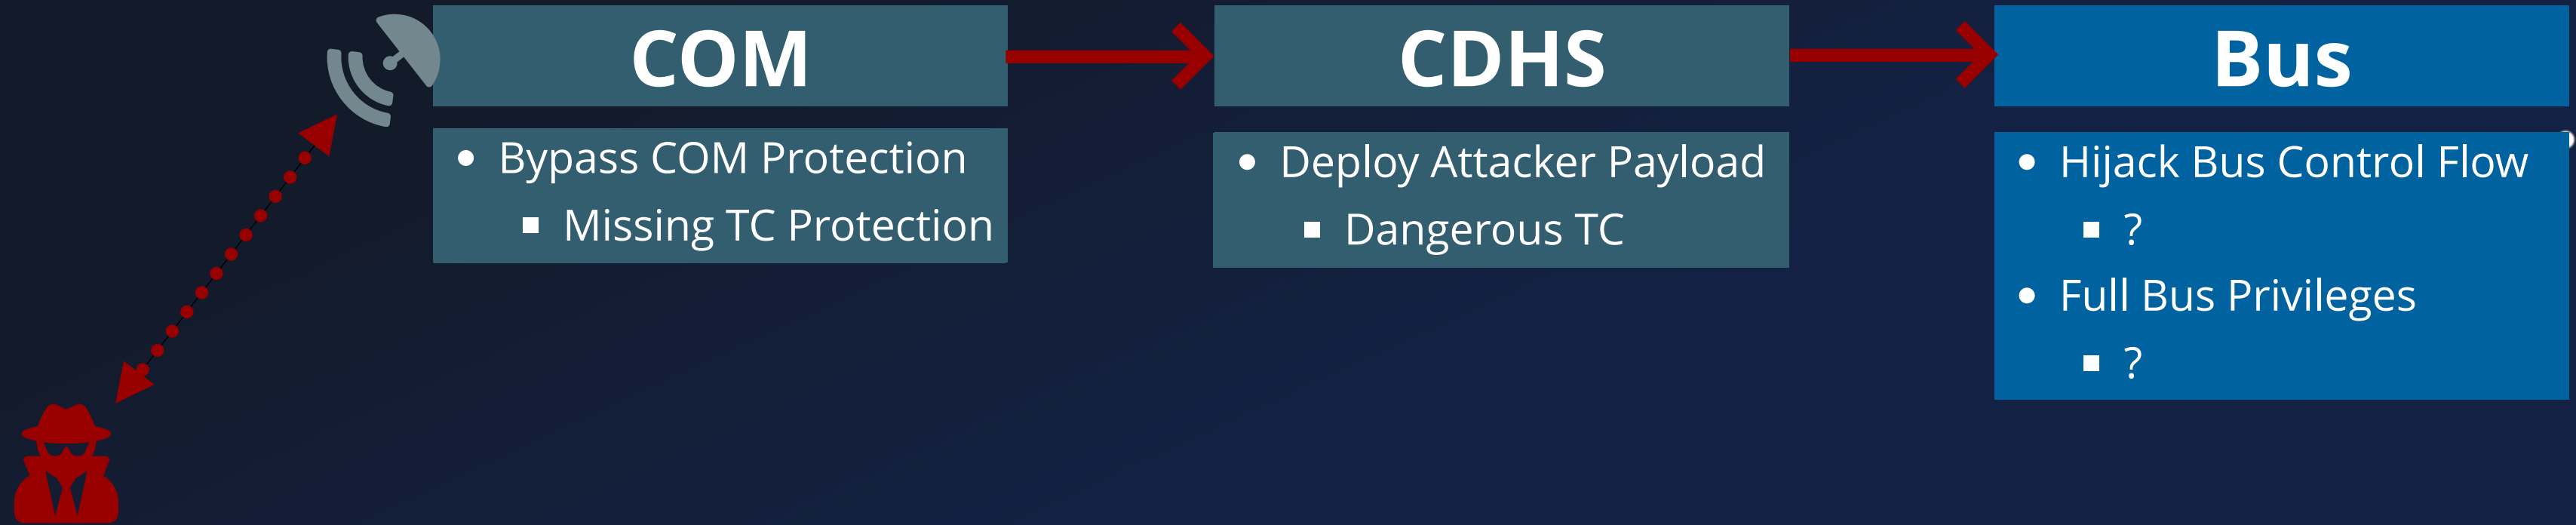 COM
Bypass COM Protection
Missing TC Protection
CDHS
Deploy Attacker Payload
Dangerous TC
Bus
Hijack Bus Control Flow
?
Full Bus Privileges
?